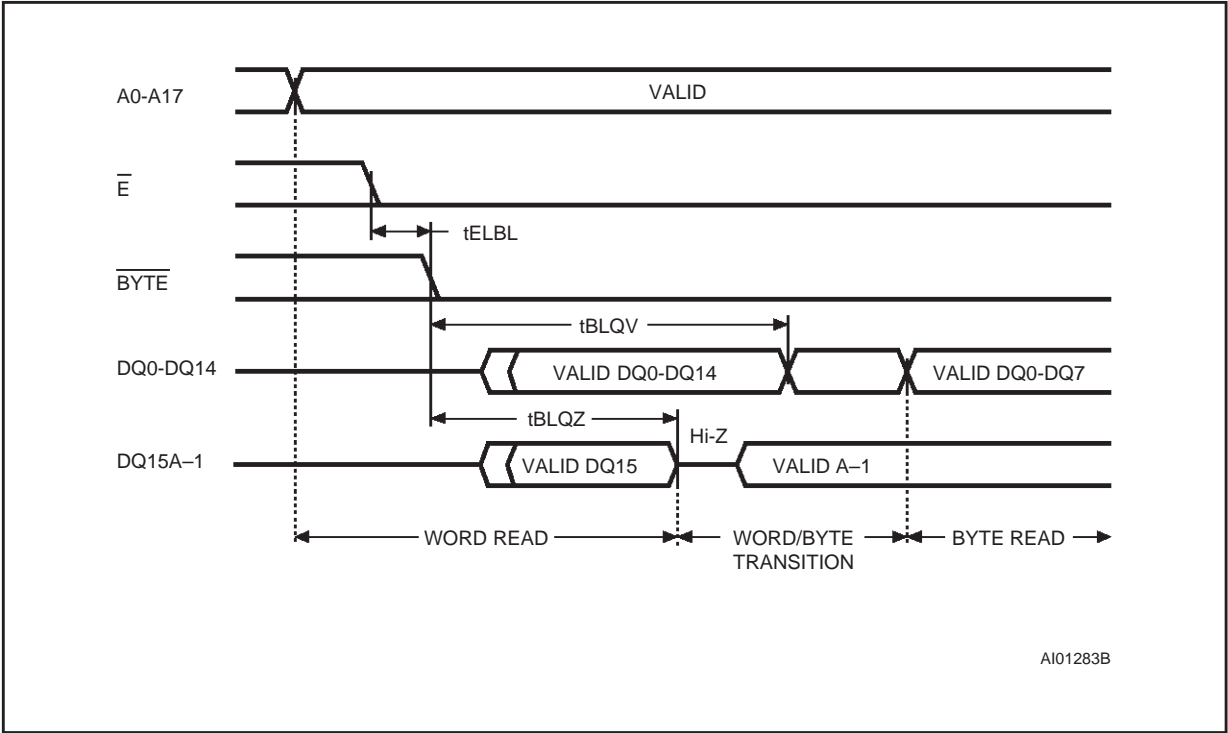 A0-A17
VALID
E
tELBL
BYTE
tBLQV
DQ0-DQ14
VALID DQ0-DQ14
VALID DQ0-DQ7
tBLQZ
Hi-Z
DQ15A–1
VALID DQ15
VALID A–1
WORD READ
WORD/BYTE
TRANSITION
BYTE READ
AI01283B